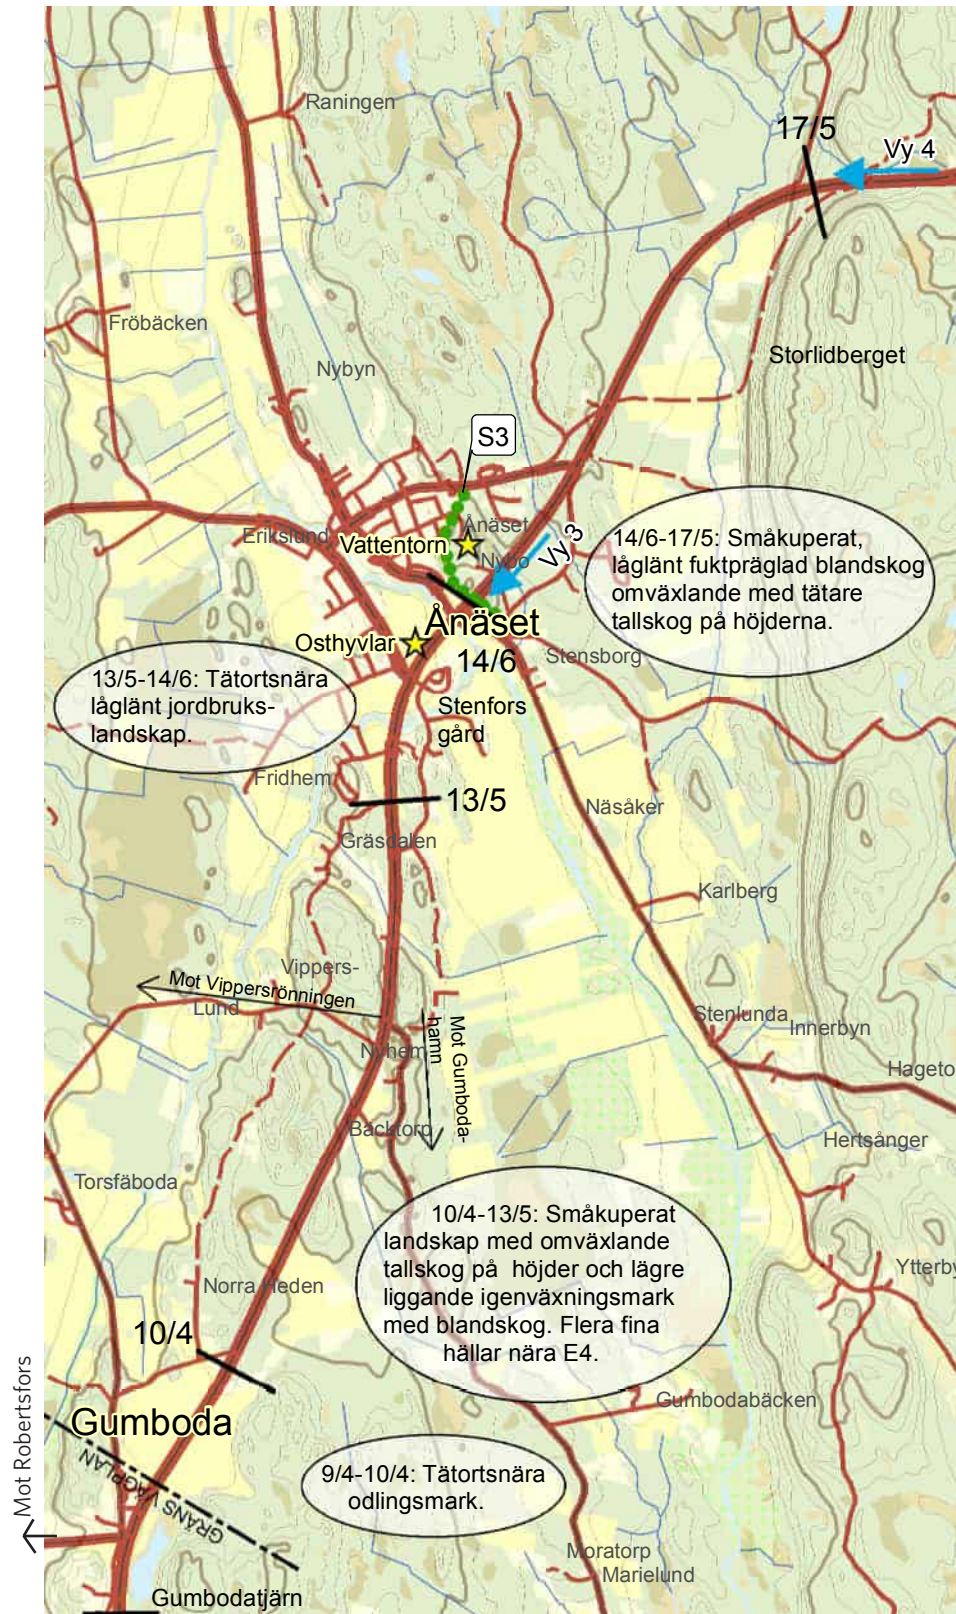 Raningen
17/5
Vy 4
Fröbäcken
Storlidberget
Nybyn
S3
Ånäset
Erikslund
Vattentorn
Nybo
Vy 3
14/6-17/5: Småkuperat,
låglänt fuktpräglad blandskog
omväxlande med tätare
tallskog på höjderna.
Ånäset
Osthyvlar
14/6
Stensborg
13/5-14/6: Tätortsnära
låglänt jordbruks-
landskap.
Stenfors
gård
Fridhem
13/5
Näsåker
Gräsdalen
Karlberg
Vippers-
Mot Vippersrönningen
Lund
Stenlunda
Innerbyn
Nyhem
Mot Gumboda-
hamn
Hageto
Bäcktorp
Hertsånger
Torsfäboda
10/4-13/5: Småkuperat
landskap med omväxlande
tallskog på höjder och lägre
liggande igenväxningsmark
med blandskog. Flera fina
hällar nära E4.
Ytterby
Norra Heden
10/4
Mot Robertsfors
Gumboda
Gumbodabäcken
GRÄNS VÄGPLAN
9/4-10/4: Tätortsnära
odlingsmark.
Moratorp
Marielund
Gumbodatjärn